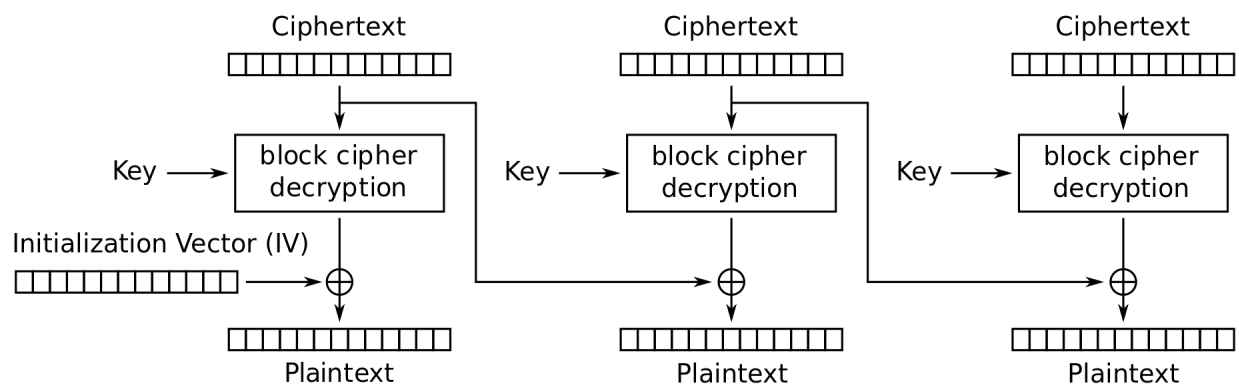 Ciphertext
Ciphertext
Ciphertext
Key
block cipher
decryption
Key
block cipher
decryption
Key
block cipher
decryption
Initialization Vector (IV)
Plaintext
Plaintext
Plaintext